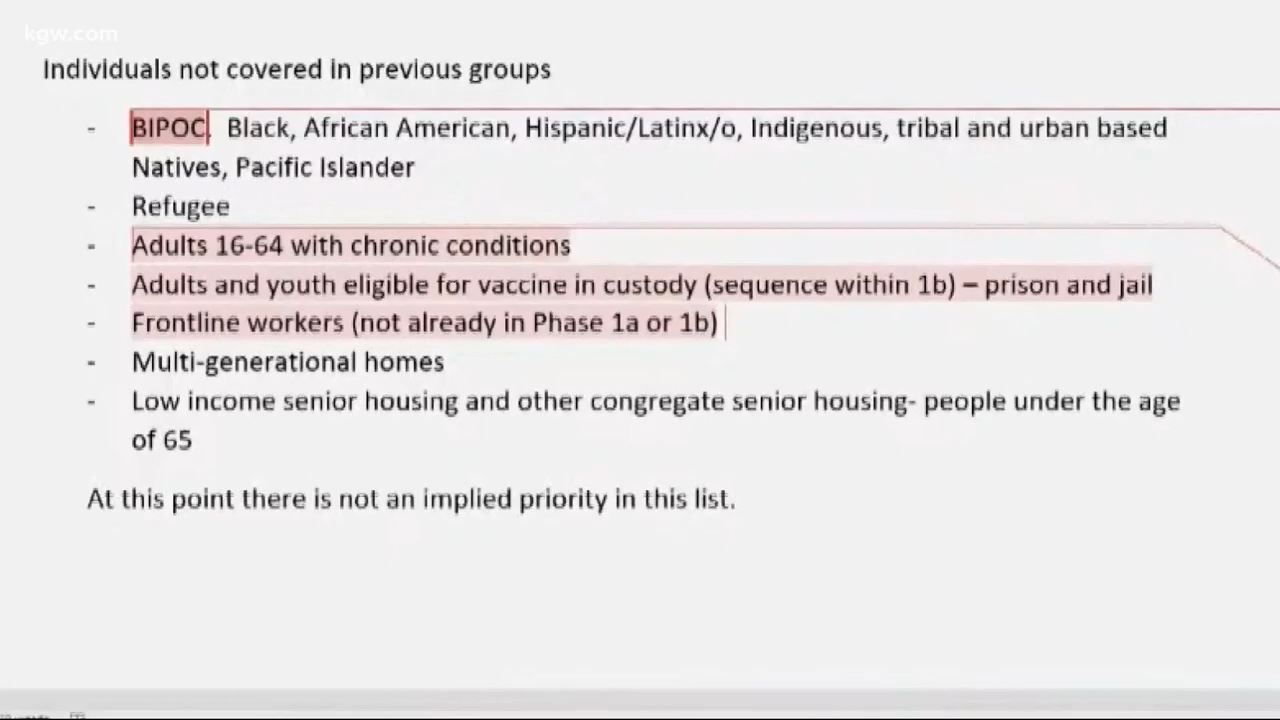 kgw.com
Individuals not covered in previous groups
- BIPOC. Black, African American, Hispanic/Latinx/o, Indigenous, tribal and urban based
Natives, Pacific Islander
- Refugee
- Adults 16-64 with chronic conditions
- Adults and youth eligible for vaccine in custody (sequence within 1b) – prison and jail
- Frontline workers (not already in Phase 1a or 1b)
- Multi-generational homes
- Low income senior housing and other congregate senior housing- people under the age
of 65
At this point there is not an implied priority in this list.